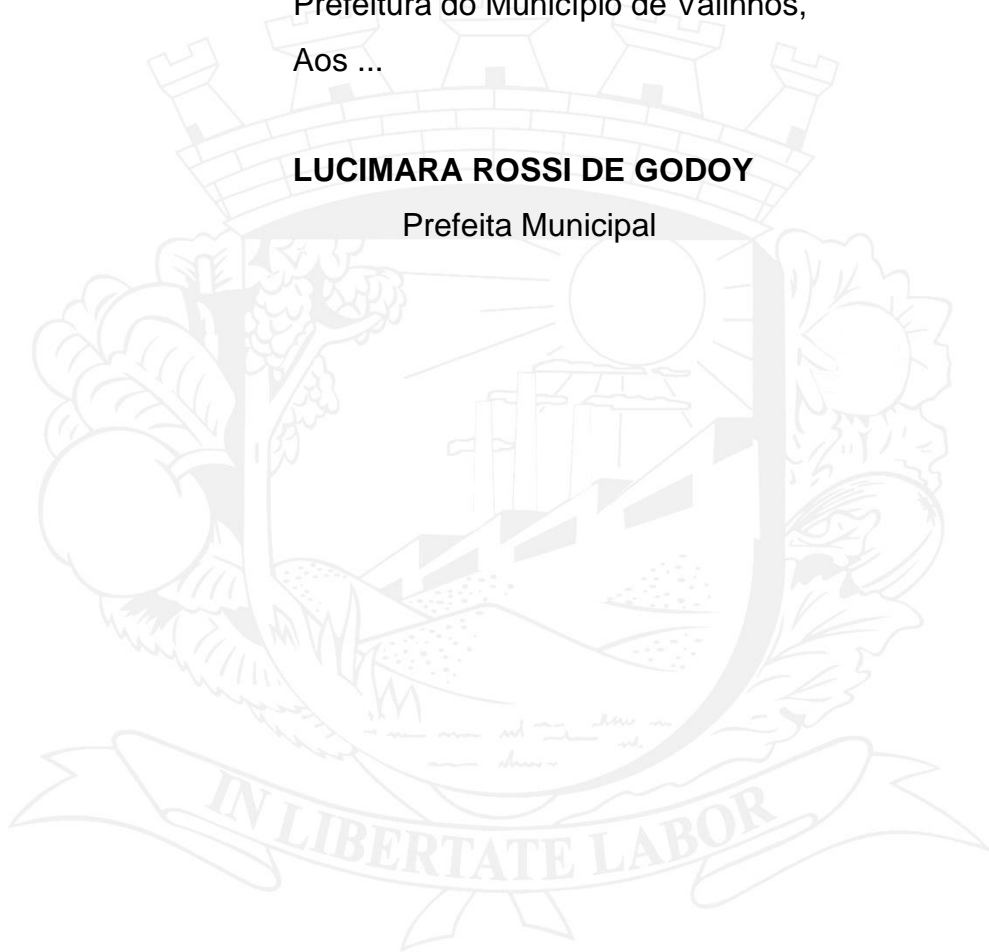 Prefeitura do Município de Valinhos,
Aos ...
LUCIMARA ROSSI DE GODOY
Prefeita Municipal
IN LIBERTATE LABOR